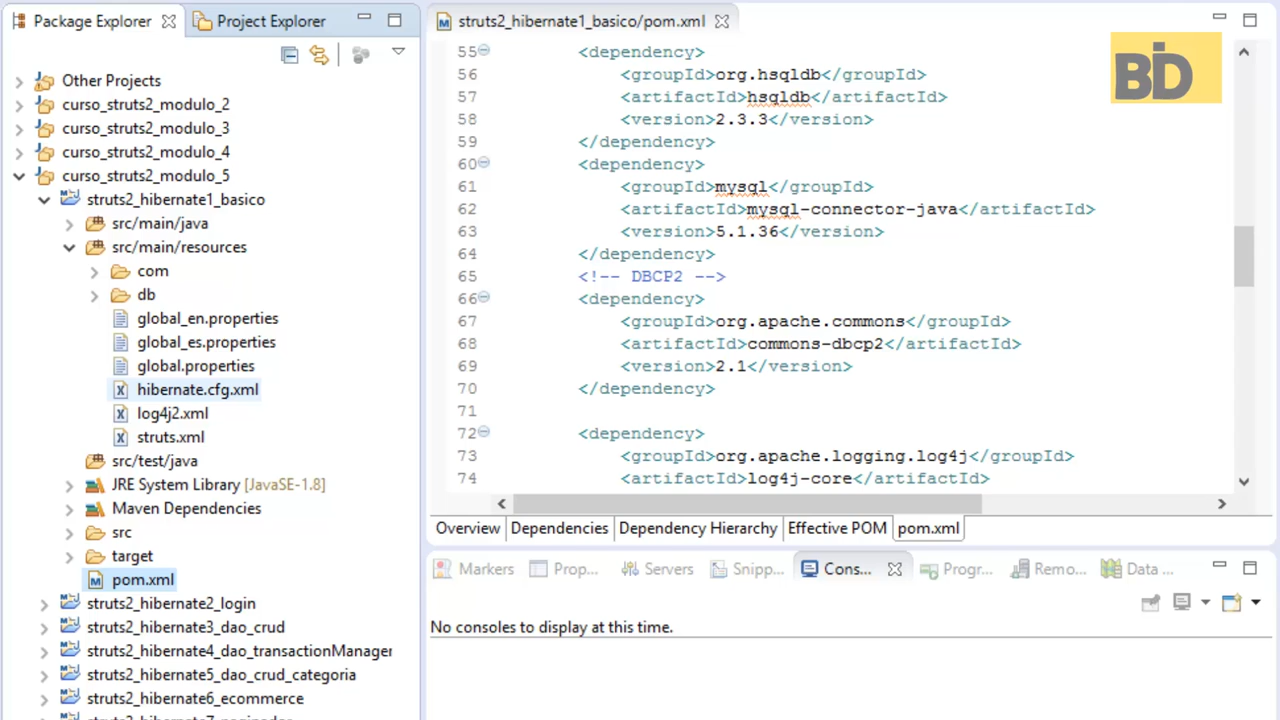 Package Explorer
Project Explorer
Other Projects
curso_struts2_modulo_2
curso_struts2_modulo_3
curso_struts2_modulo_4
curso_struts2_modulo_5
struts2_hibernate1_basico
src/main/java
src/main/resources
com
db
global_en.properties
global_es.properties
global.properties
hibernate.cfg.xml
log4j2.xml
struts.xml
src/test/java
JRE System Library [JavaSE-1.8]
Maven Dependencies
src
target
pom.xml
struts2_hibernate2_login
struts2_hibernate3_dao_crud
struts2_hibernate4_dao_transactionManager
struts2_hibernate5_dao_crud_categoria
struts2_hibernate6_ecommerce
struts2_hibernate1_basico/pom.xml
BID
55 <dependency>
56 <groupId>org.hsqldb</groupId>
57 <artifactId>hsqldb</artifactId>
58 <version>2.3.3</version>
59 </dependency>
60 <dependency>
61 <groupId>mysql</groupId>
62 <artifactId>mysql-connector-java</artifactId>
63 <version>5.1.36</version>
64 </dependency>
65 <!-- DBCP2 -->
66 <dependency>
67 <groupId>org.apache.commons</groupId>
68 <artifactId>commons-dbcp2</artifactId>
69 <version>2.1</version>
70 </dependency>
71
72 <dependency>
73 <groupId>org.apache.logging.log4j</groupId>
74 <artifactId>log4j-core</artifactId>
Overview Dependencies Dependency Hierarchy Effective POM pom.xml
Markers Prop... Servers Snipp... Cons... Progr... Remo... Data ...
No consoles to display at this time.